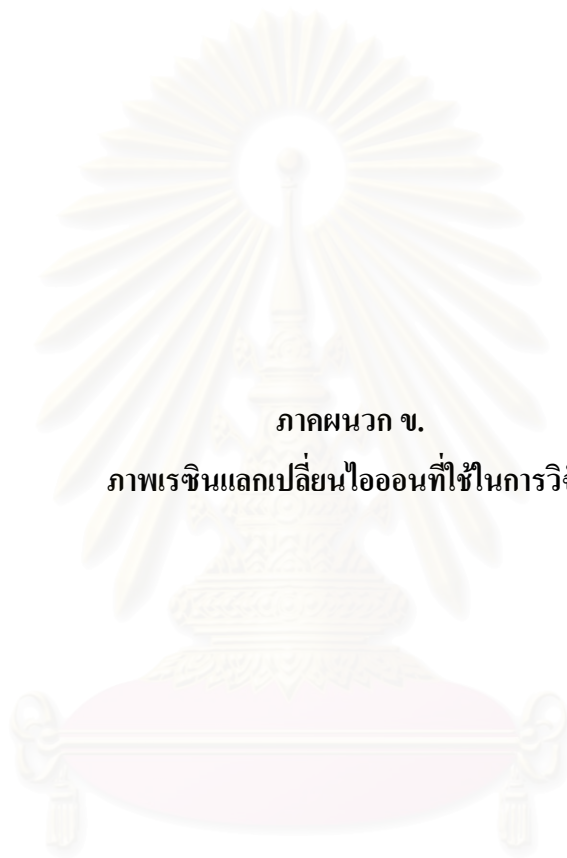 ภาคผนวก ข.
ภาพเรซินแลกเปลี่ยนไอออนที่ใช้ในการวิจั